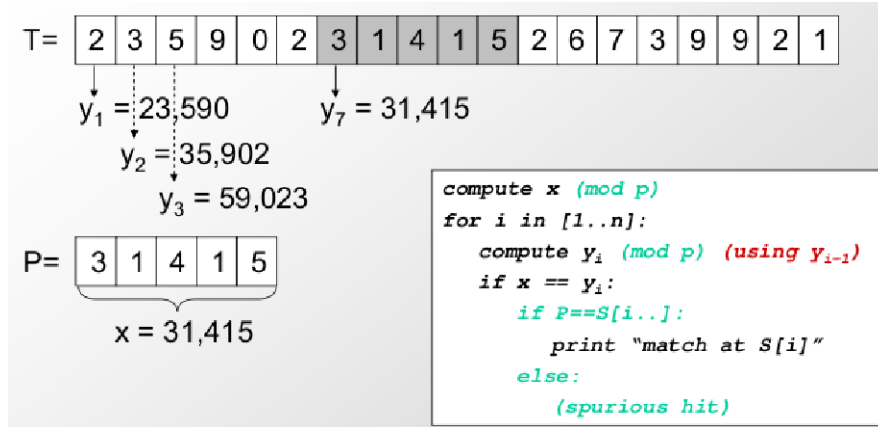 T= 2 3 5 9 0 2 3 1 4 1 5 2 6 7 3 9 9 2 1
y1 = 23,590 y7 = 31,415
y2 = 35,902
y3 = 59,023
P= 3 1 4 1 5
x = 31,415
compute x (mod p)
for i in [1..n]:
compute yi (mod p) (using yi-1)
if x == yi:
if P==S[i..]:
print “match at S[i]”
else:
(spurious hit)